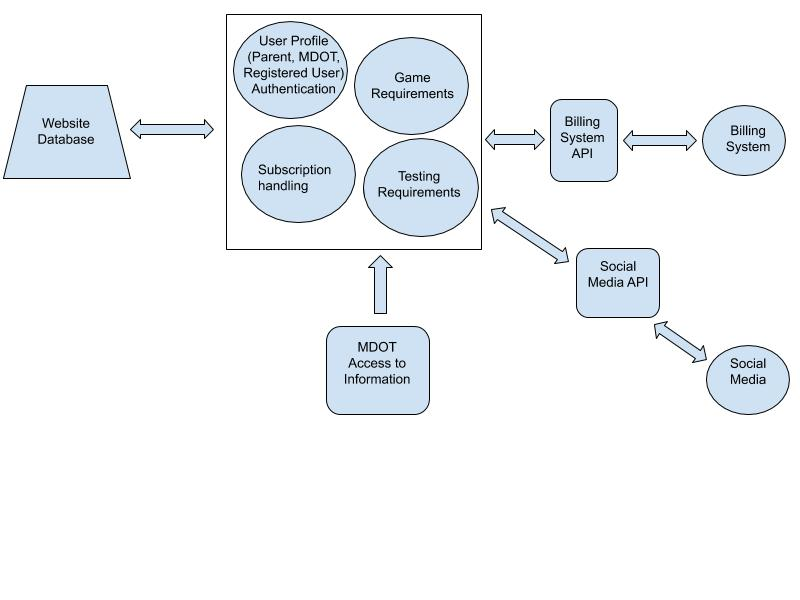 User Profile
(Parent, MDOT,
Registered User)
Authentication
Game
Requirements
Website
Database
Billing
System
API
Billing
System
Subscription
handling
Testing
Requirements
Social
Media API
MDOT
Access to
Information
Social
Media